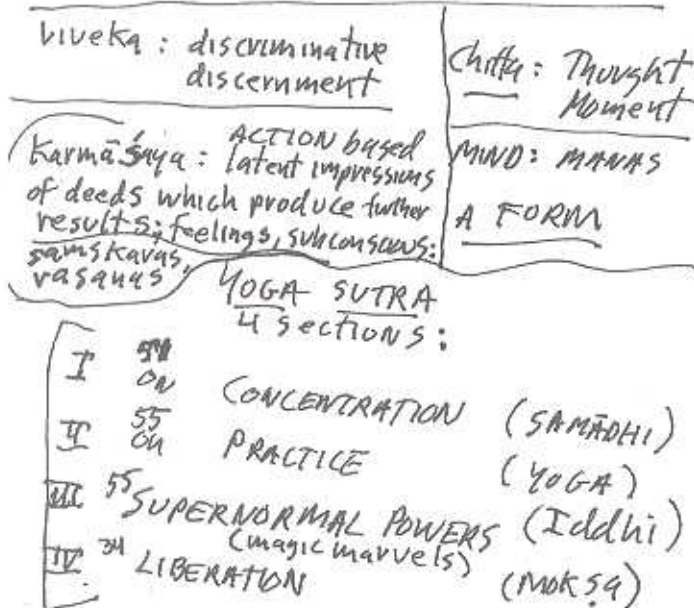 viveka: discriminative
discernment
Chitta: Thought
Moment
Karmāśaya: ACTION based
latent impressions
of deeds which produce further
results; feelings, subconscious:
samskaras,
vasanas
MIND: MANAS
A FORM
YOGA SUTRA
4 sections:
I ON CONCENTRATION (SAMĀDHI)
II 55 ON PRACTICE (YOGA)
III 55 SUPERNORMAL POWERS (Iddhi)
(magic marvels)
IV 34 LIBERATION (MOKṢA)